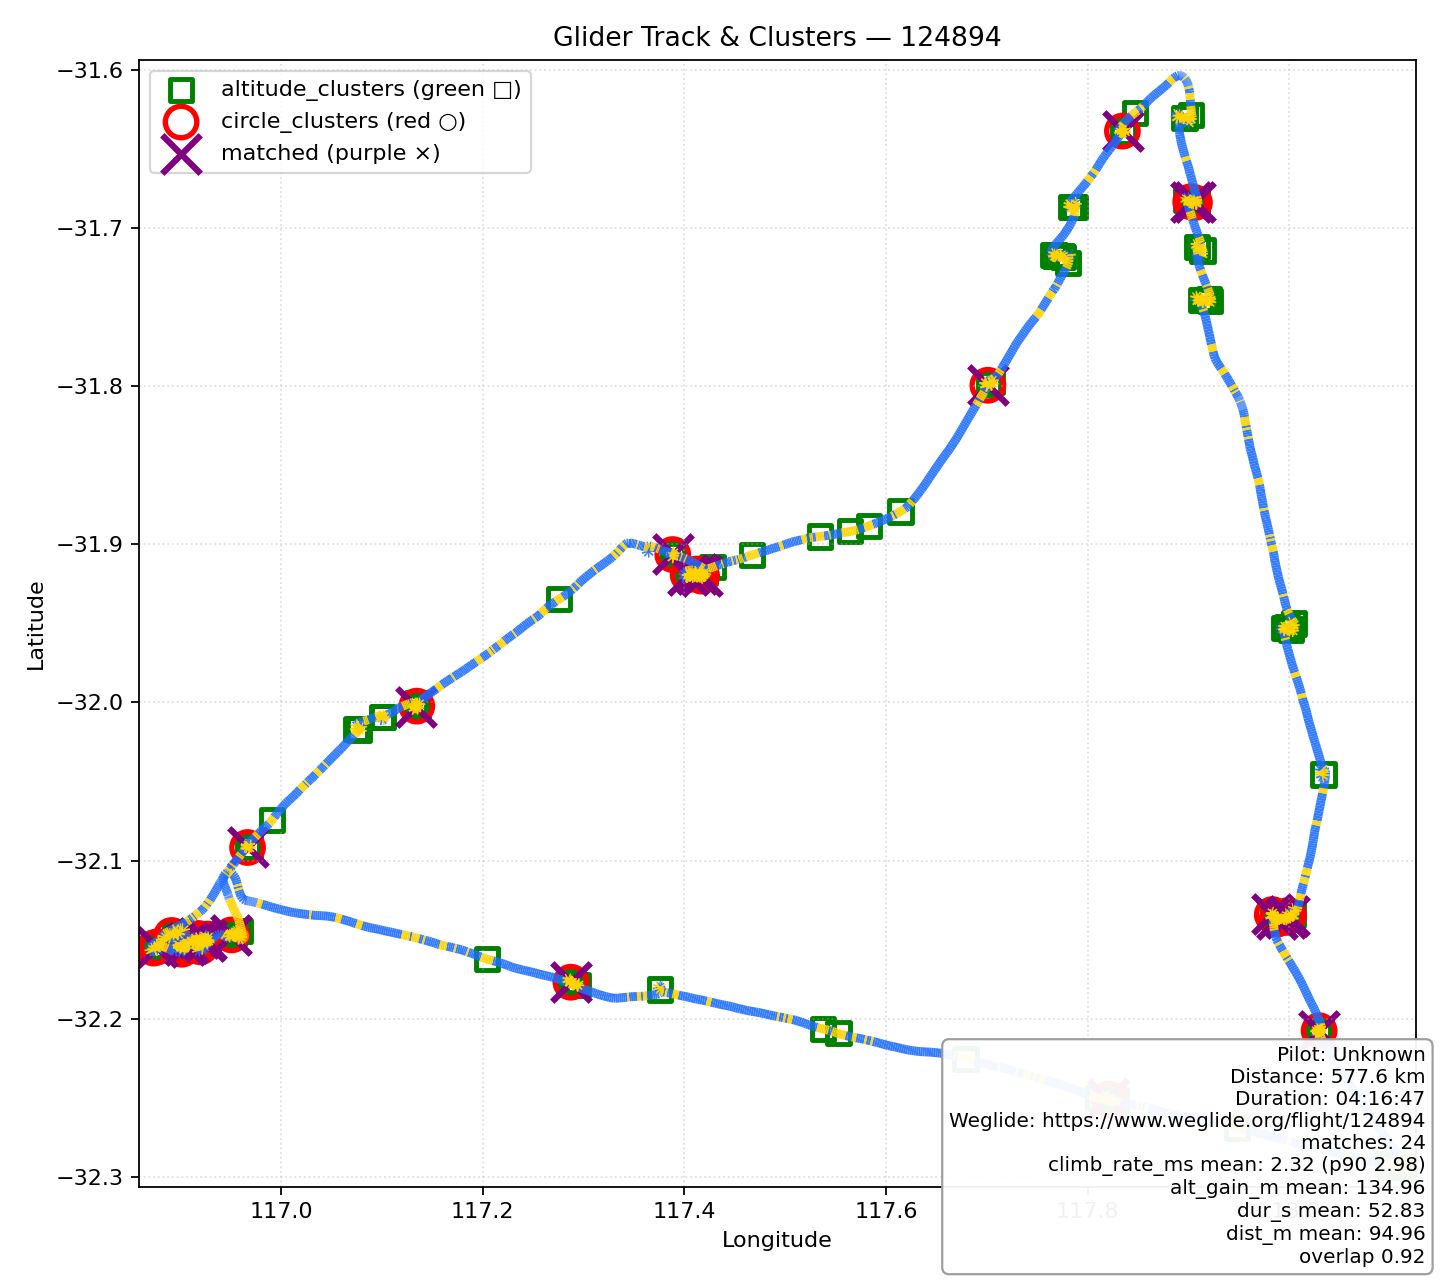 Glider Track & Clusters — 124894
altitude_clusters (green □)
circle_clusters (red ○)
matched (purple ×)
−31.6
−31.7
−31.8
−31.9
−32.0
−32.1
−32.2
−32.3
Latitude
117.0
117.2
117.4
117.6
117.8
Longitude
Pilot: Unknown
Distance: 577.6 km
Duration: 04:16:47
Weglide: https://www.weglide.org/flight/124894
matches: 24
climb_rate_ms mean: 2.32 (p90 2.98)
alt_gain_m mean: 134.96
dur_s mean: 52.83
dist_m mean: 94.96
overlap 0.92